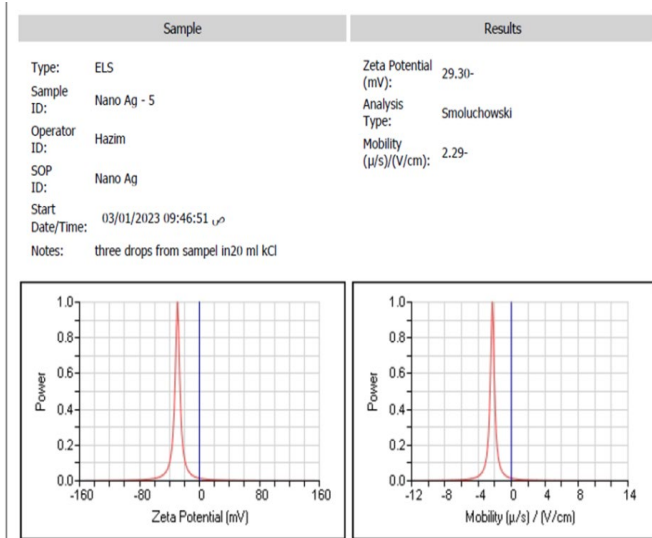 Sample
Results
Type: ELS
Sample ID: Nano Ag - 5
Operator ID: Hazim
SOP ID: Nano Ag
Start Date/Time: 03/01/2023 09:46:51 ص
Notes: three drops from sampel in20 ml kCl
Zeta Potential (mV): 29.30-
Analysis Type: Smoluchowski
Mobility (µ/s)/(V/cm): 2.29-
Power
1.0
0.8
0.6
0.4
0.2
0.0
-160 -80 0 80 160
Zeta Potential (mV)
Power
1.0
0.8
0.6
0.4
0.2
0.0
-12 -8 -4 0 4 8 14
Mobility (µ/s) / (V/cm)